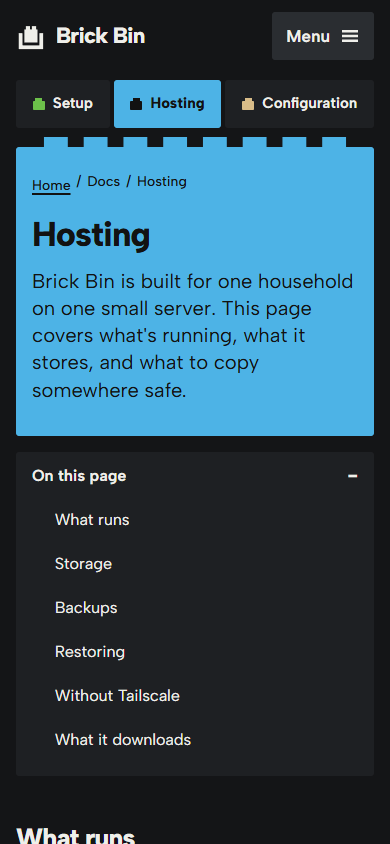 Brick Bin
Menu
Setup
Hosting
Configuration
Home / Docs / Hosting
Hosting
Brick Bin is built for one household
on one small server. This page
covers what's running, what it
stores, and what to copy
somewhere safe.
On this page
What runs
Storage
Backups
Restoring
Without Tailscale
What it downloads
What runs